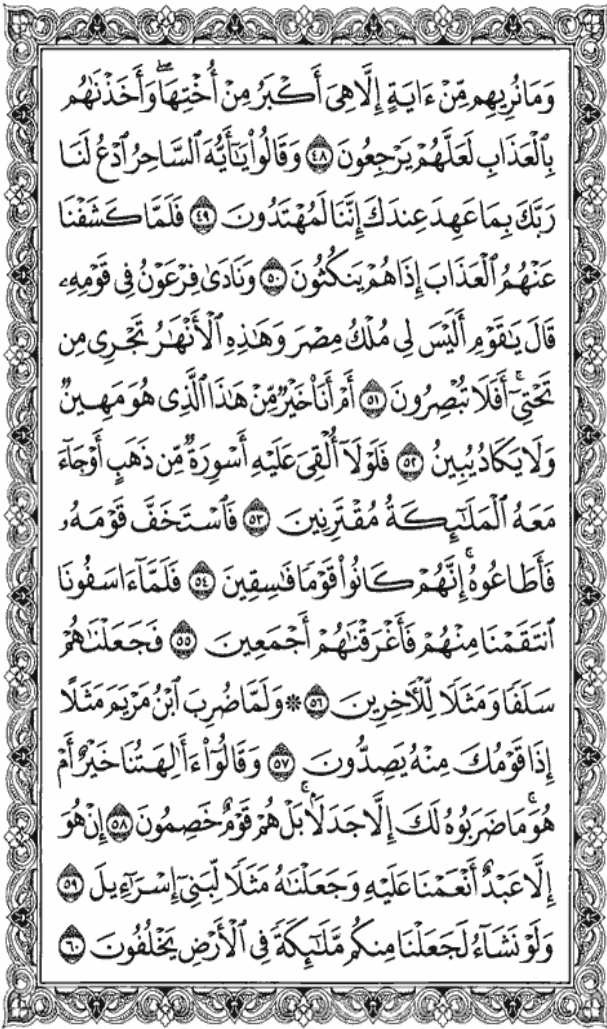 وَمَا نُرِيهِم مِّنْ ءَايَةٍ إِلَّا هِىَ أَكْبَرُ مِنْ أُخْتِهَا ۖ وَأَخَذْنَٰهُم
بِٱلْعَذَابِ لَعَلَّهُمْ يَرْجِعُونَ ٤٨ وَقَالُوا۟ يَٰٓأَيُّهَ ٱلسَّاحِرُ ٱدْعُ لَنَا
رَبَّكَ بِمَا عَهِدَ عِندَكَ إِنَّنَا لَمُهْتَدُونَ ٤٩ فَلَمَّا كَشَفْنَا
عَنْهُمُ ٱلْعَذَابَ إِذَا هُمْ يَنكُثُونَ ٥٠ وَنَادَىٰ فِرْعَوْنُ فِى قَوْمِهِۦ
قَالَ يَٰقَوْمِ أَلَيْسَ لِى مُلْكُ مِصْرَ وَهَٰذِهِ ٱلْأَنْهَٰرُ تَجْرِى مِن
تَحْتِىٓ ۚ أَفَلَا تُبْصِرُونَ ٥١ أَمْ أَنَا۠ خَيْرٌ مِّنْ هَٰذَا ٱلَّذِى هُوَ مَهِينٌ
وَلَا يَكَادُ يُبِينُ ٥٢ فَلَوْلَآ أُلْقِىَ عَلَيْهِ أَسْوِرَةٌ مِّن ذَهَبٍ أَوْ جَآءَ
مَعَهُ ٱلْمَلَٰٓئِكَةُ مُقْتَرِنِينَ ٥٣ فَٱسْتَخَفَّ قَوْمَهُۥ
فَأَطَاعُوهُ ۚ إِنَّهُمْ كَانُوا۟ قَوْمًا فَٰسِقِينَ ٥٤ فَلَمَّآ ءَاسَفُونَا
ٱنتَقَمْنَا مِنْهُمْ فَأَغْرَقْنَٰهُمْ أَجْمَعِينَ ٥٥ فَجَعَلْنَٰهُمْ
سَلَفًا وَمَثَلًا لِّلْءَاخِرِينَ ٥٦ ۞ وَلَمَّا ضُرِبَ ٱبْنُ مَرْيَمَ مَثَلًا
إِذَا قَوْمُكَ مِنْهُ يَصِدُّونَ ٥٧ وَقَالُوٓا۟ ءَأَٰلِهَتُنَا خَيْرٌ أَمْ
هُوَ ۚ مَا ضَرَبُوهُ لَكَ إِلَّا جَدَلًۢا ۚ بَلْ هُمْ قَوْمٌ خَصِمُونَ ٥٨ إِنْ هُوَ
إِلَّا عَبْدٌ أَنْعَمْنَا عَلَيْهِ وَجَعَلْنَٰهُ مَثَلًا لِّبَنِىٓ إِسْرَٰٓءِيلَ ٥٩
وَلَوْ نَشَآءُ لَجَعَلْنَا مِنكُم مَّلَٰٓئِكَةً فِى ٱلْأَرْضِ يَخْلُفُونَ ٦٠